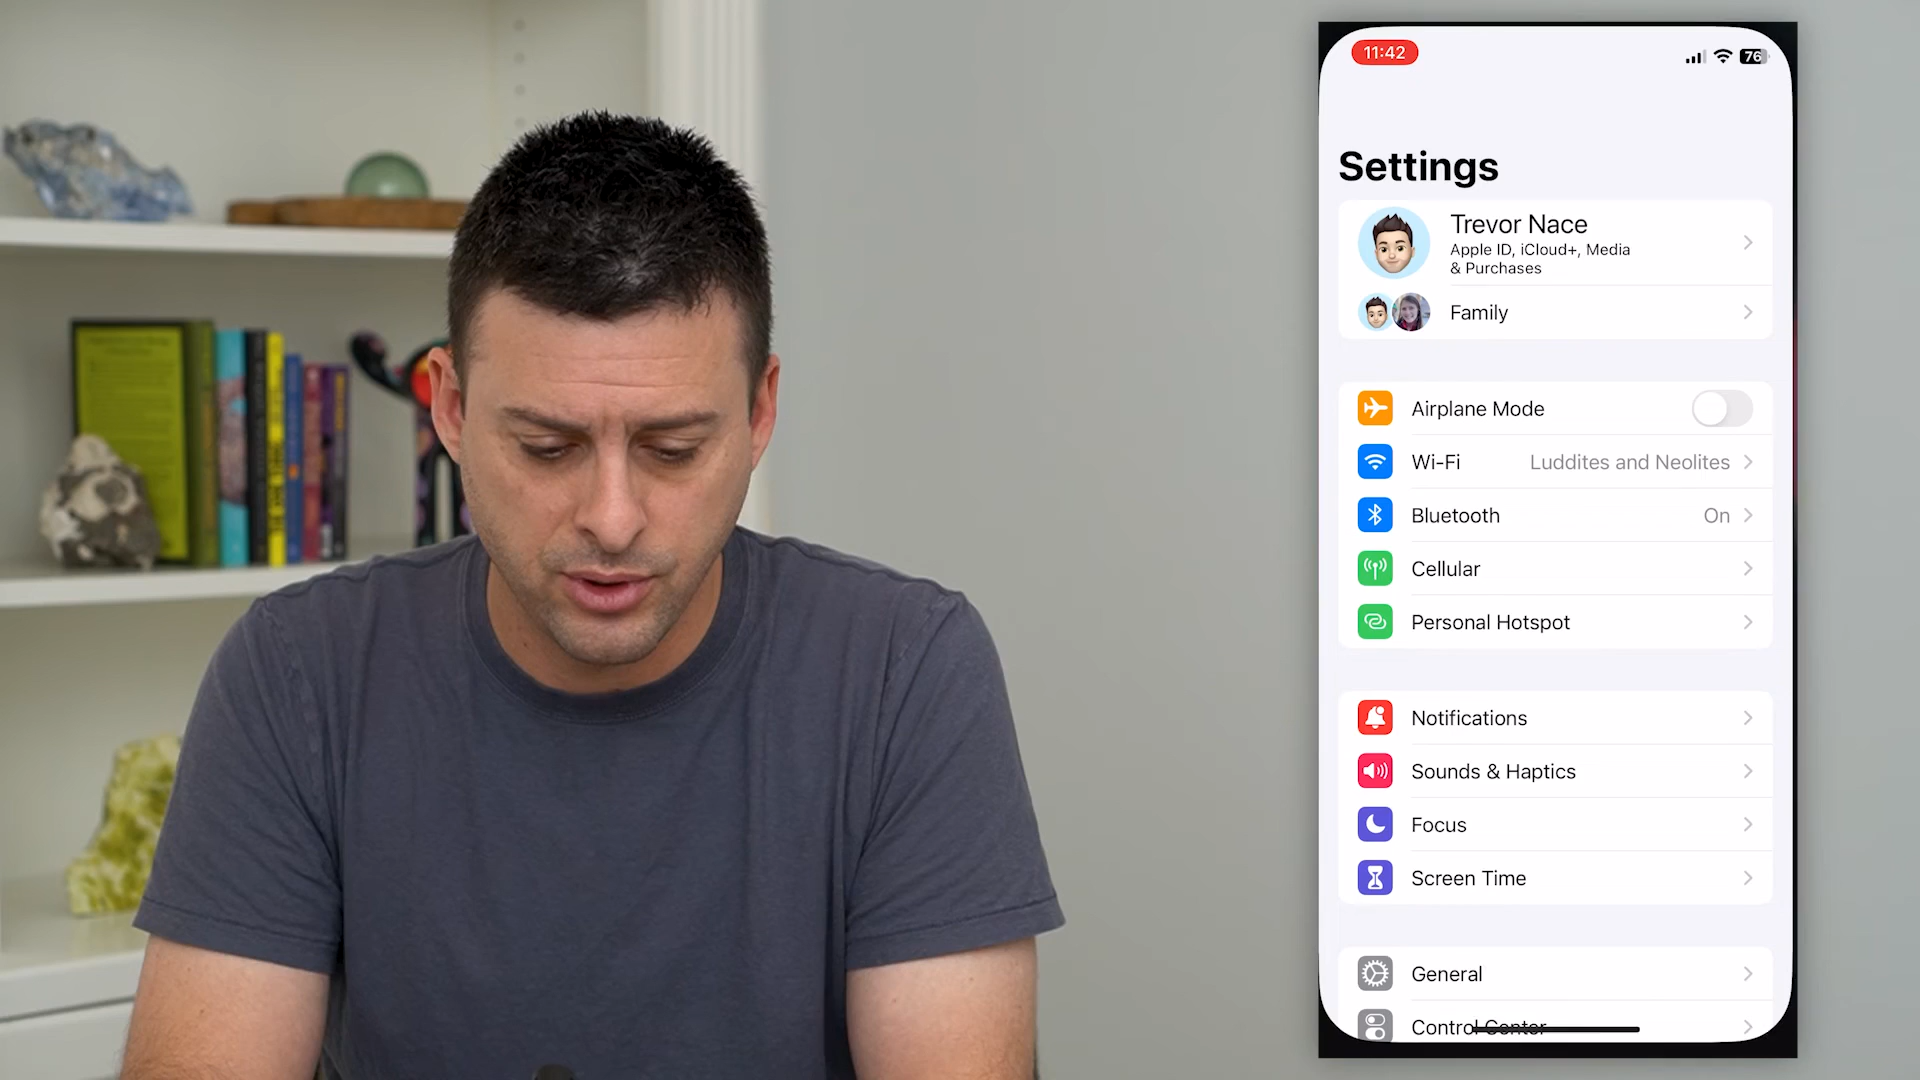 11:42
76
Settings
Trevor Nace
Apple ID, iCloud+, Media
& Purchases
Family
Airplane Mode
Wi-Fi Luddites and Neolites
Bluetooth On
Cellular
Personal Hotspot
Notifications
Sounds & Haptics
Focus
Screen Time
General
Control Center